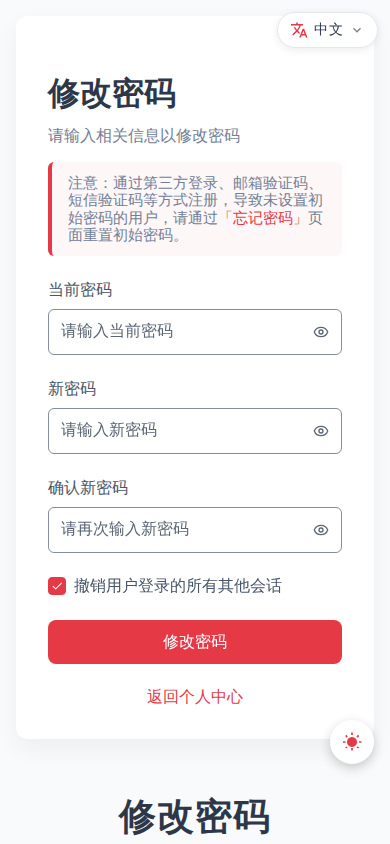 中文
修改密码
请输入相关信息以修改密码
注意：通过第三方登录、邮箱验证码、
短信验证码等方式注册，导致未设置初
始密码的用户，请通过「忘记密码」页
面重置初始密码。
当前密码
请输入当前密码
新密码
请输入新密码
确认新密码
请再次输入新密码
撤销用户登录的所有其他会话
修改密码
返回个人中心
修改密码